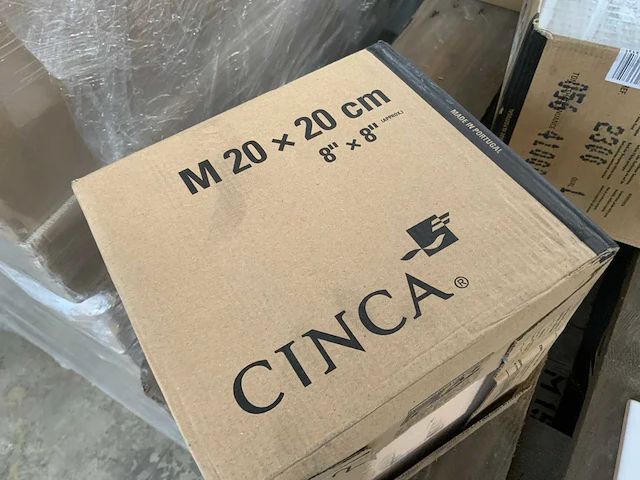 M 20 × 20 cm
8" × 8" (APPROX.)
MADE IN PORTUGAL
CINCA®